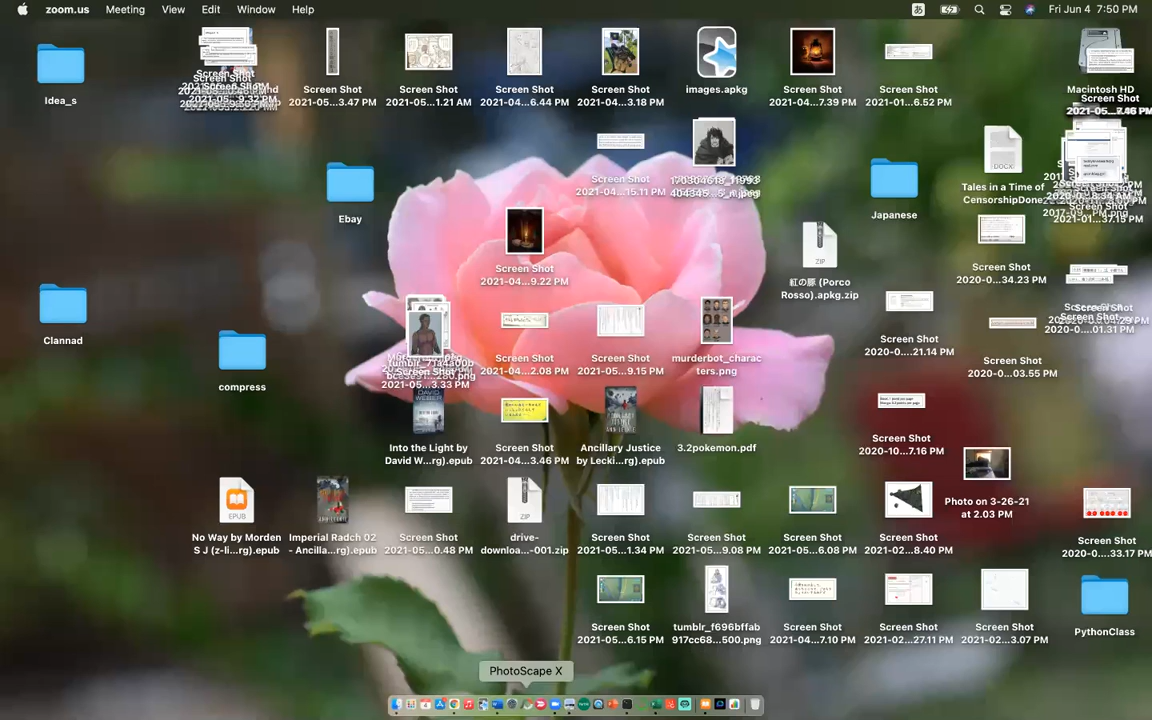 zoom.us Meeting View Edit Window Help あ Fri Jun 4 7:50 PM
Idea_s
Screen Shot
2021-05...3.47 PM
Screen Shot
2021-05...1.21 AM
Screen Shot
2021-04...6.44 PM
Screen Shot
2021-04...3.18 PM
images.apkg
Screen Shot
2021-04...7.39 PM
Screen Shot
2021-01...6.52 PM
Macintosh HD
Screen Shot
Ebay
Screen Shot
2021-04...15.11 PM
Japanese
DOCX
Tales in a Time of
CensorshipDone
Screen Shot
2021-04...9.22 PM
ZIP
紅の豚 (Porco
Rosso).apkg.zip
Screen Shot
2020-0....34.23 PM
Clannad
compress
Screen Shot
2021-04...2.08 PM
Screen Shot
2021-05...9.15 PM
murderbot_charac
ters.png
Screen Shot
2020-0....21.14 PM
Screen Shot
2020-0....03.55 PM
DAVID
WEBER
Into the Light by
David W...rg).epub
Screen Shot
2021-04...3.46 PM
Ancillary Justice
by Lecki...rg).epub
3.2pokemon.pdf
Screen Shot
2020-10...7.16 PM
Photo on 3-26-21
at 2.03 PM
EPUB
No Way by Morden
S J (z-li...rg).epub
Imperial Radch 02
- Ancilla...rg).epub
Screen Shot
2021-05...0.48 PM
ZIP
drive-
downloa...-001.zip
Screen Shot
2021-05...1.34 PM
Screen Shot
2021-05...9.08 PM
Screen Shot
2021-05...6.08 PM
Screen Shot
2021-02...8.40 PM
Screen Shot
2020-0....33.17 PM
Screen Shot
2021-05...6.15 PM
tumblr_f696bffab
917cc68...500.png
Screen Shot
2021-04...7.10 PM
Screen Shot
2021-02...27.11 PM
Screen Shot
2021-02...3.07 PM
PythonClass
PhotoScape X